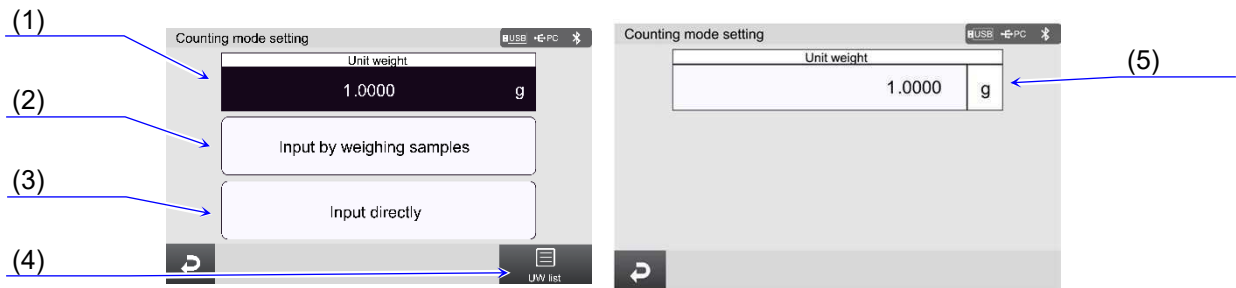 (1)
Counting mode setting
USB PC
Unit weight
1.0000 g
(2)
Input by weighing samples
(3)
Input directly
(4)
UW list
Counting mode setting
USB PC
Unit weight
1.0000 g
(5)